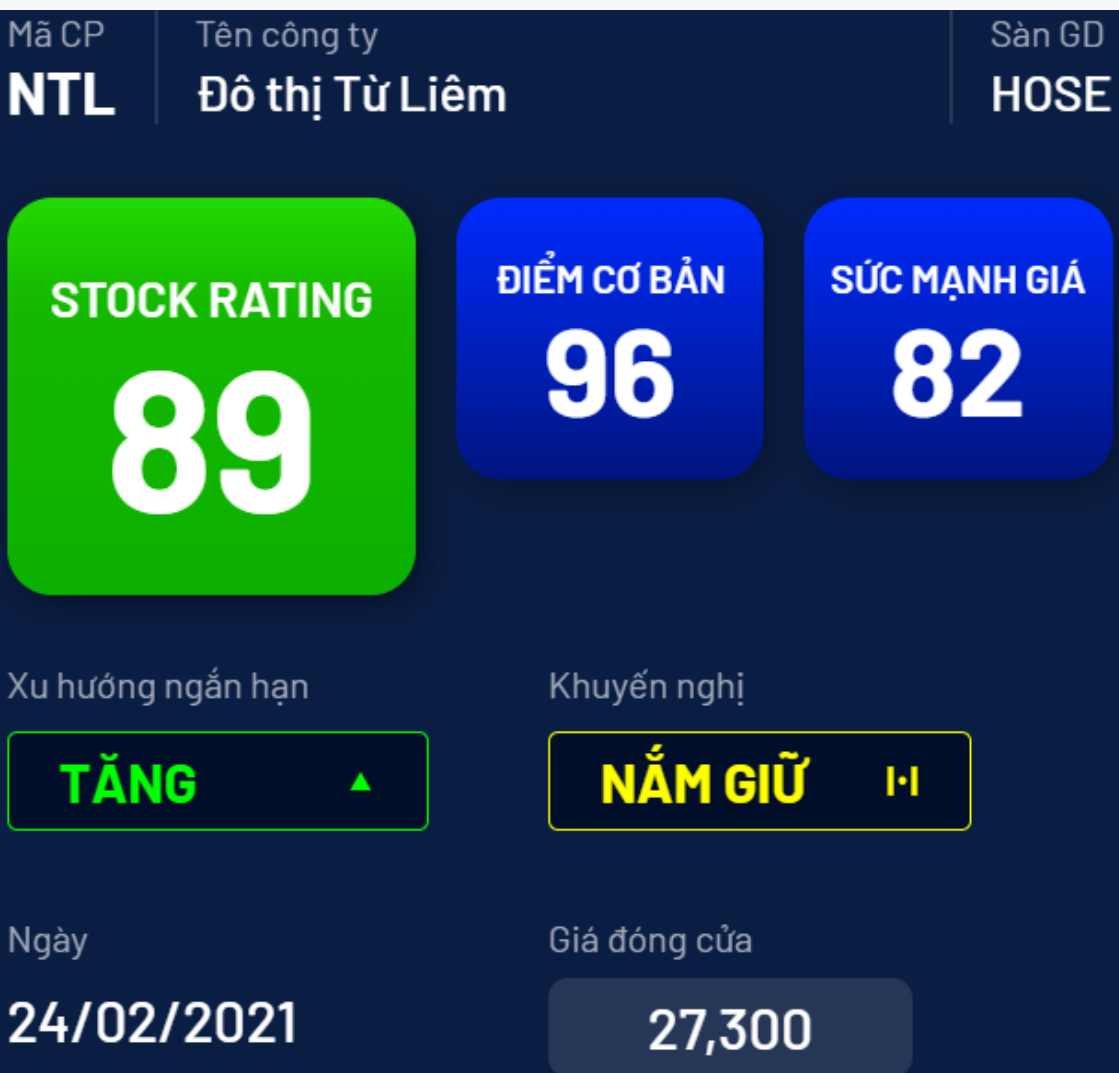 Mã CP
Tên công ty
Sàn GD
NTL
Đô thị Từ Liêm
HOSE
STOCK RATING
89
ĐIỂM CƠ BẢN
96
SỨC MẠNH GIÁ
82
Xu hướng ngắn hạn
Khuyến nghị
TĂNG
NẮM GIỮ
Ngày
Giá đóng cửa
24/02/2021
27,300